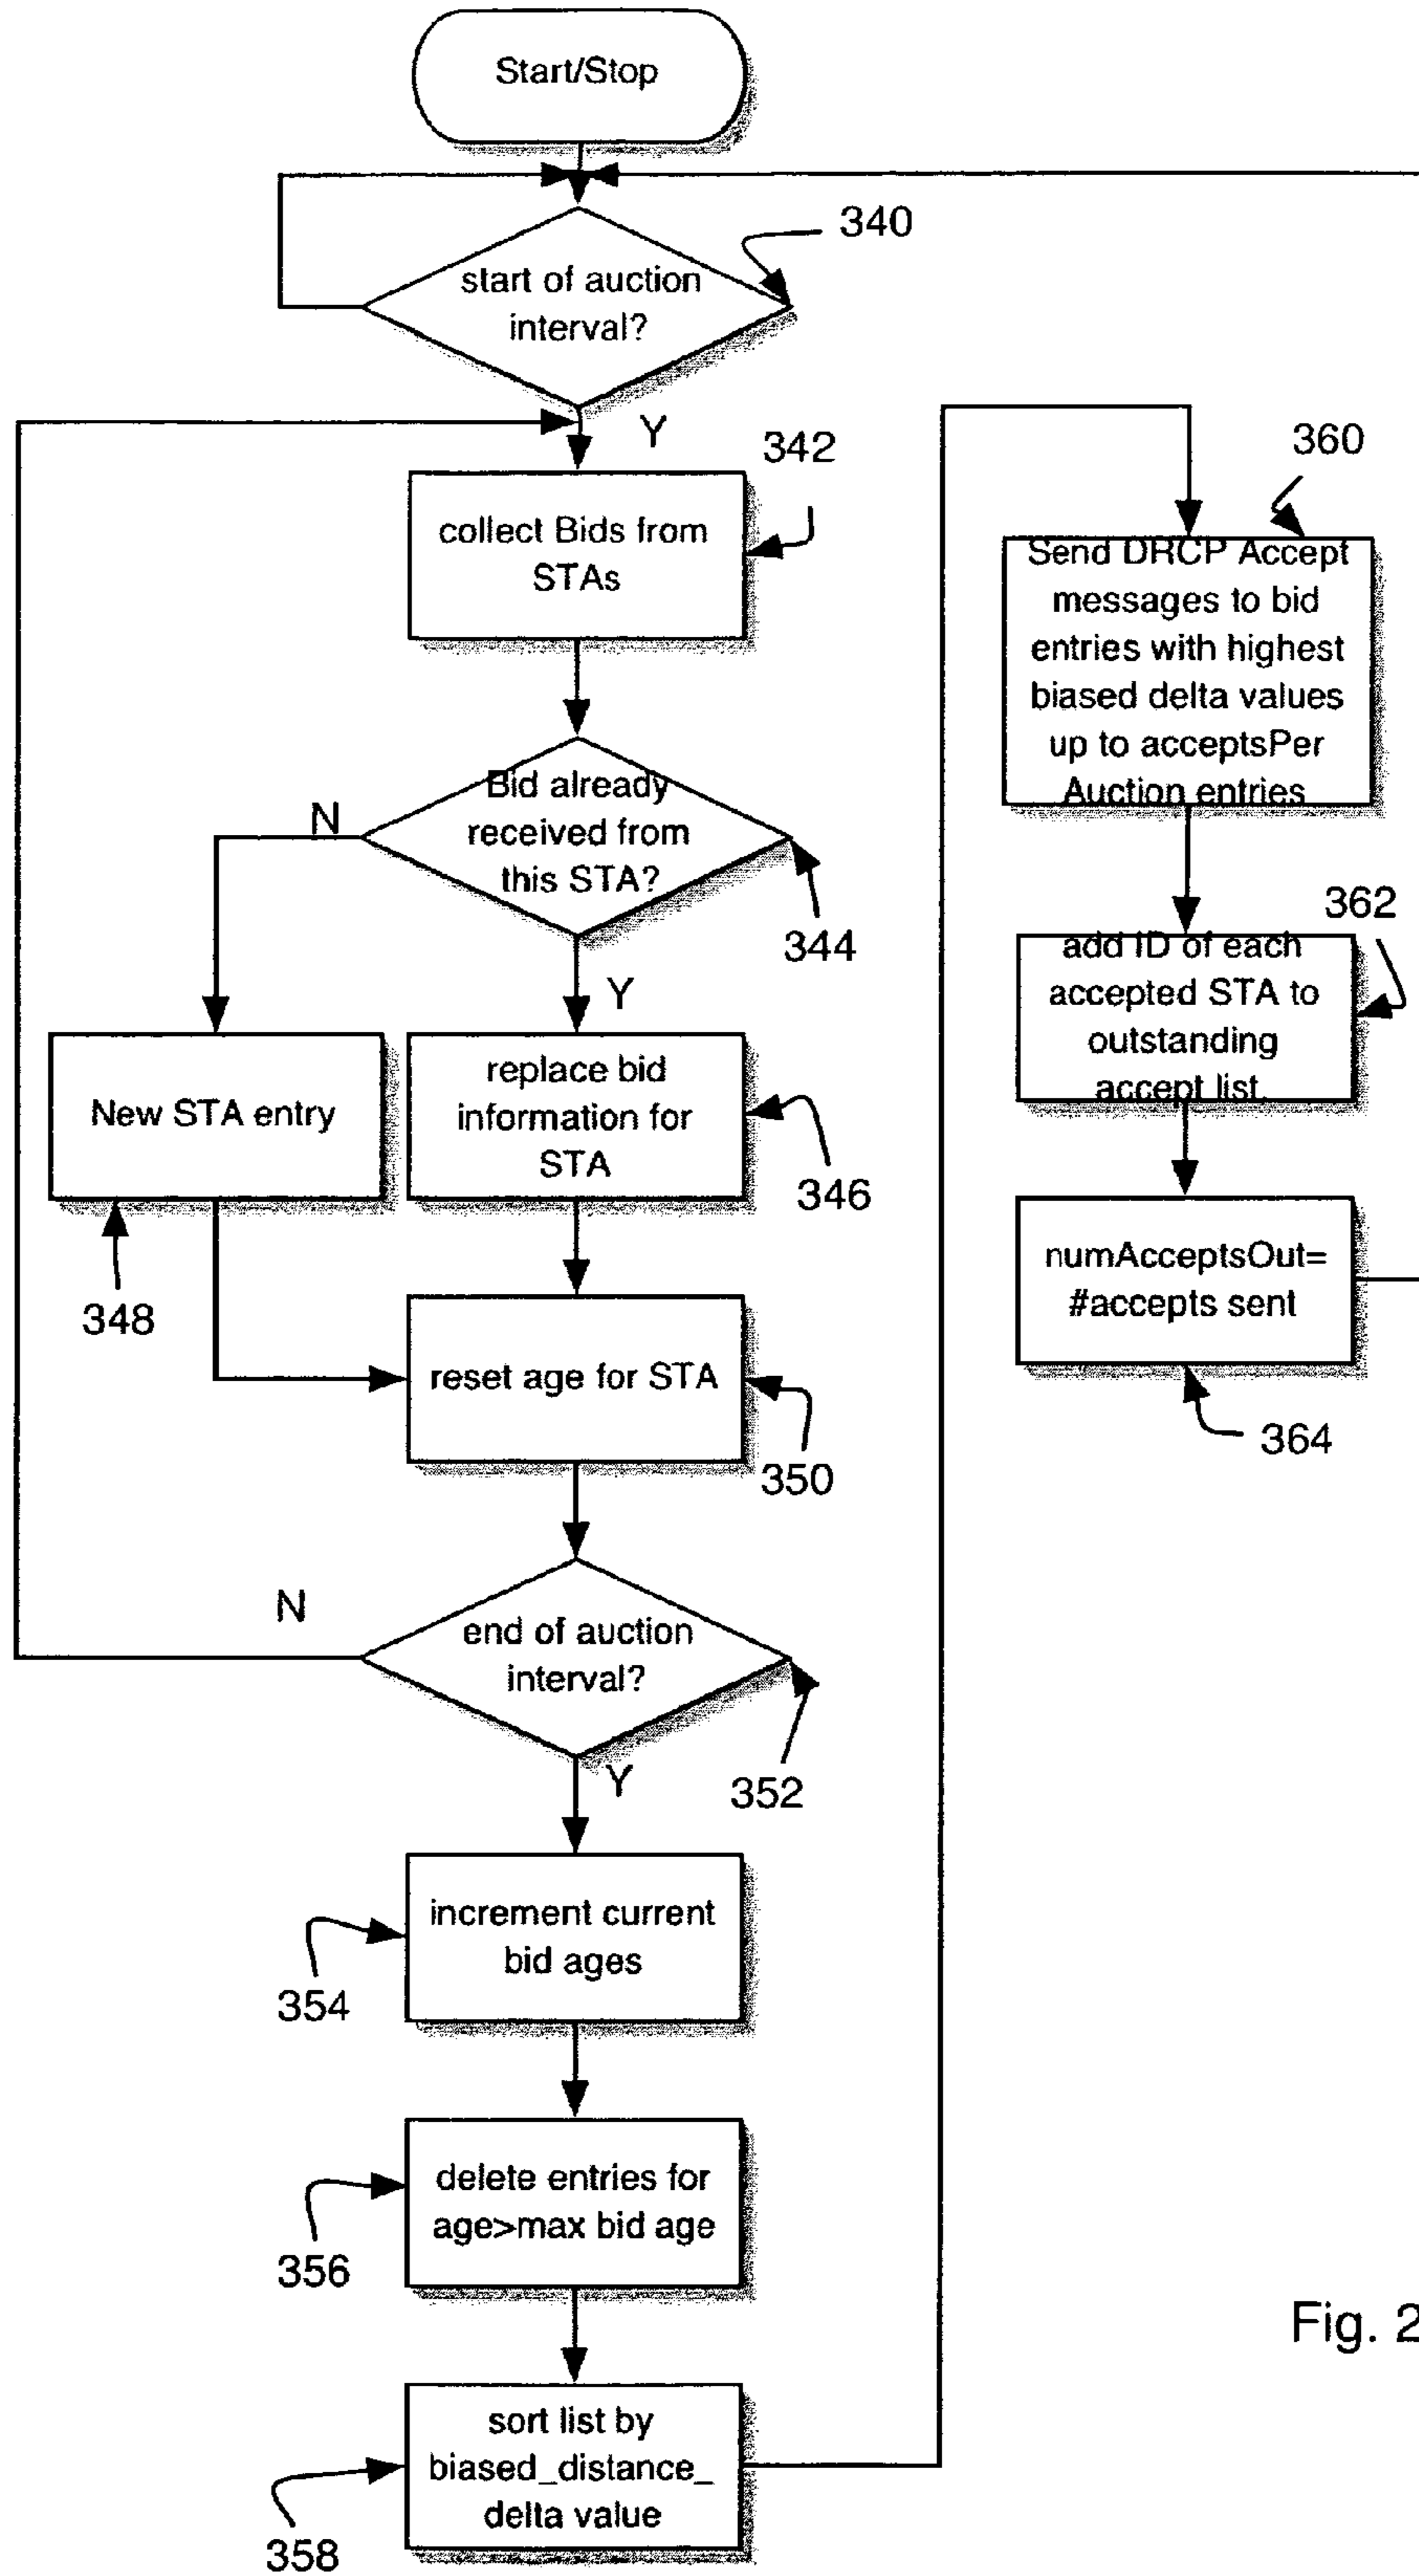 Start/Stop
340
start of auction
interval?
Y
342
collect Bids from
STAs
N
Bid already
received from
this STA?
344
Y
New STA entry
348
replace bid
information for
STA
346
reset age for STA
350
N
end of auction
interval?
352
Y
increment current
bid ages
354
delete entries for
age>max bid age
356
sort list by
biased_distance_
delta value
358
360
Send DRCP Accept
messages to bid
entries with highest
biased delta values
up to acceptsPer
Auction entries
362
add ID of each
accepted STA to
outstanding
accept list.
numAcceptsOut=
#accepts sent
364
Fig. 2